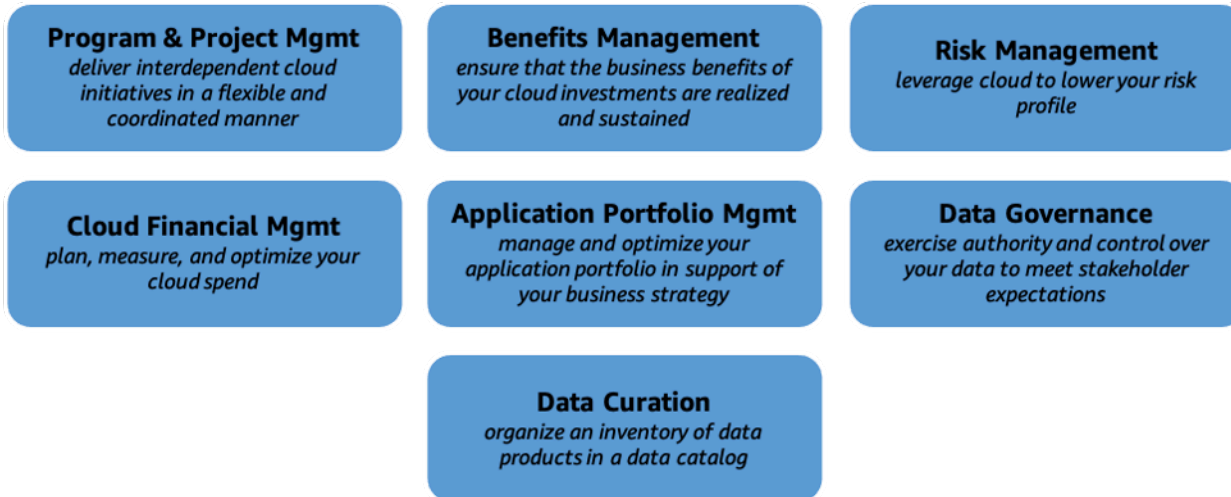 Program & Project Mgmt
deliver interdependent cloud
initiatives in a flexible and
coordinated manner
Benefits Management
ensure that the business benefits of
your cloud investments are realized
and sustained
Risk Management
leverage cloud to lower your risk
profile
Cloud Financial Mgmt
plan, measure, and optimize your
cloud spend
Application Portfolio Mgmt
manage and optimize your
application portfolio in support of
your business strategy
Data Governance
exercise authority and control over
your data to meet stakeholder
expectations
Data Curation
organize an inventory of data
products in a data catalog